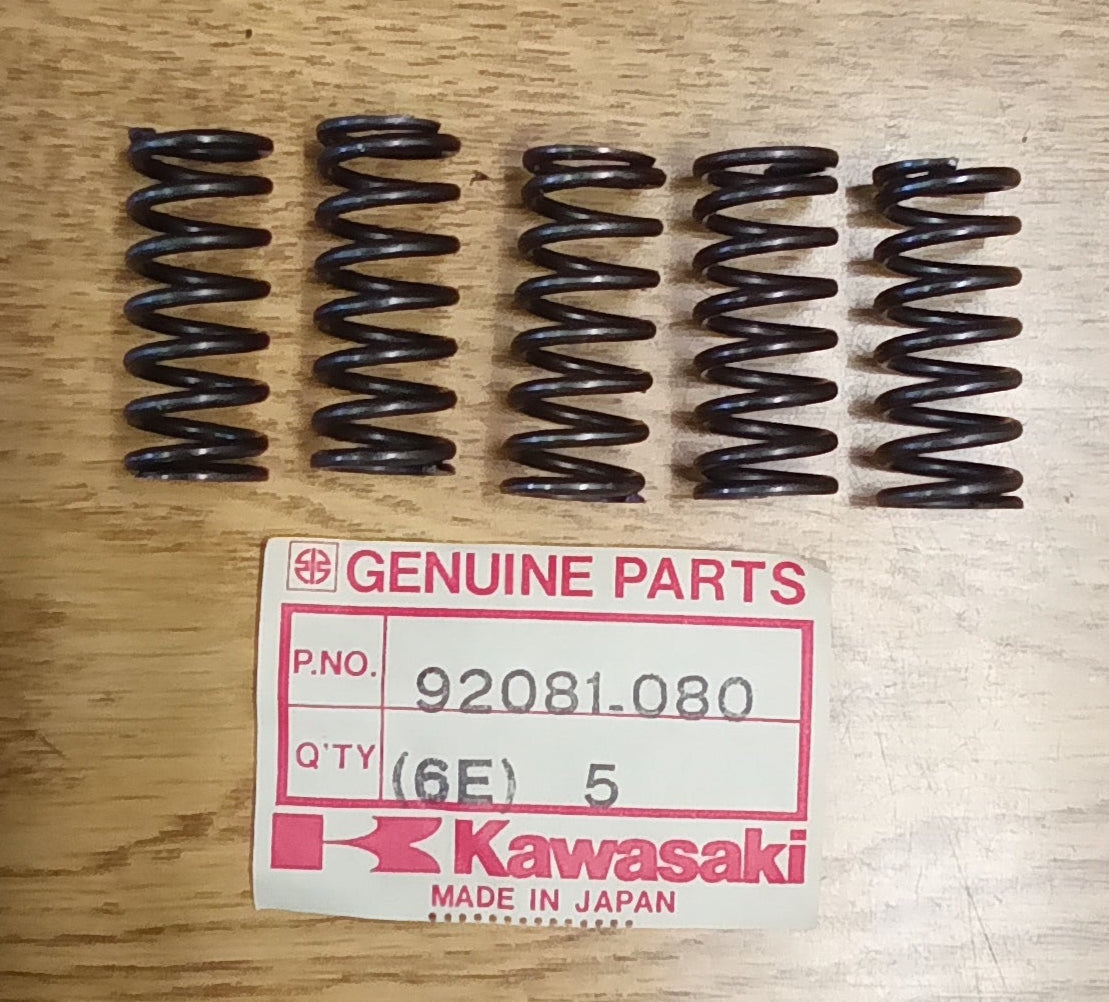 GENUINE PARTS
P.NO. 92081-080
Q'TY (6E) 5
Kawasaki
MADE IN JAPAN